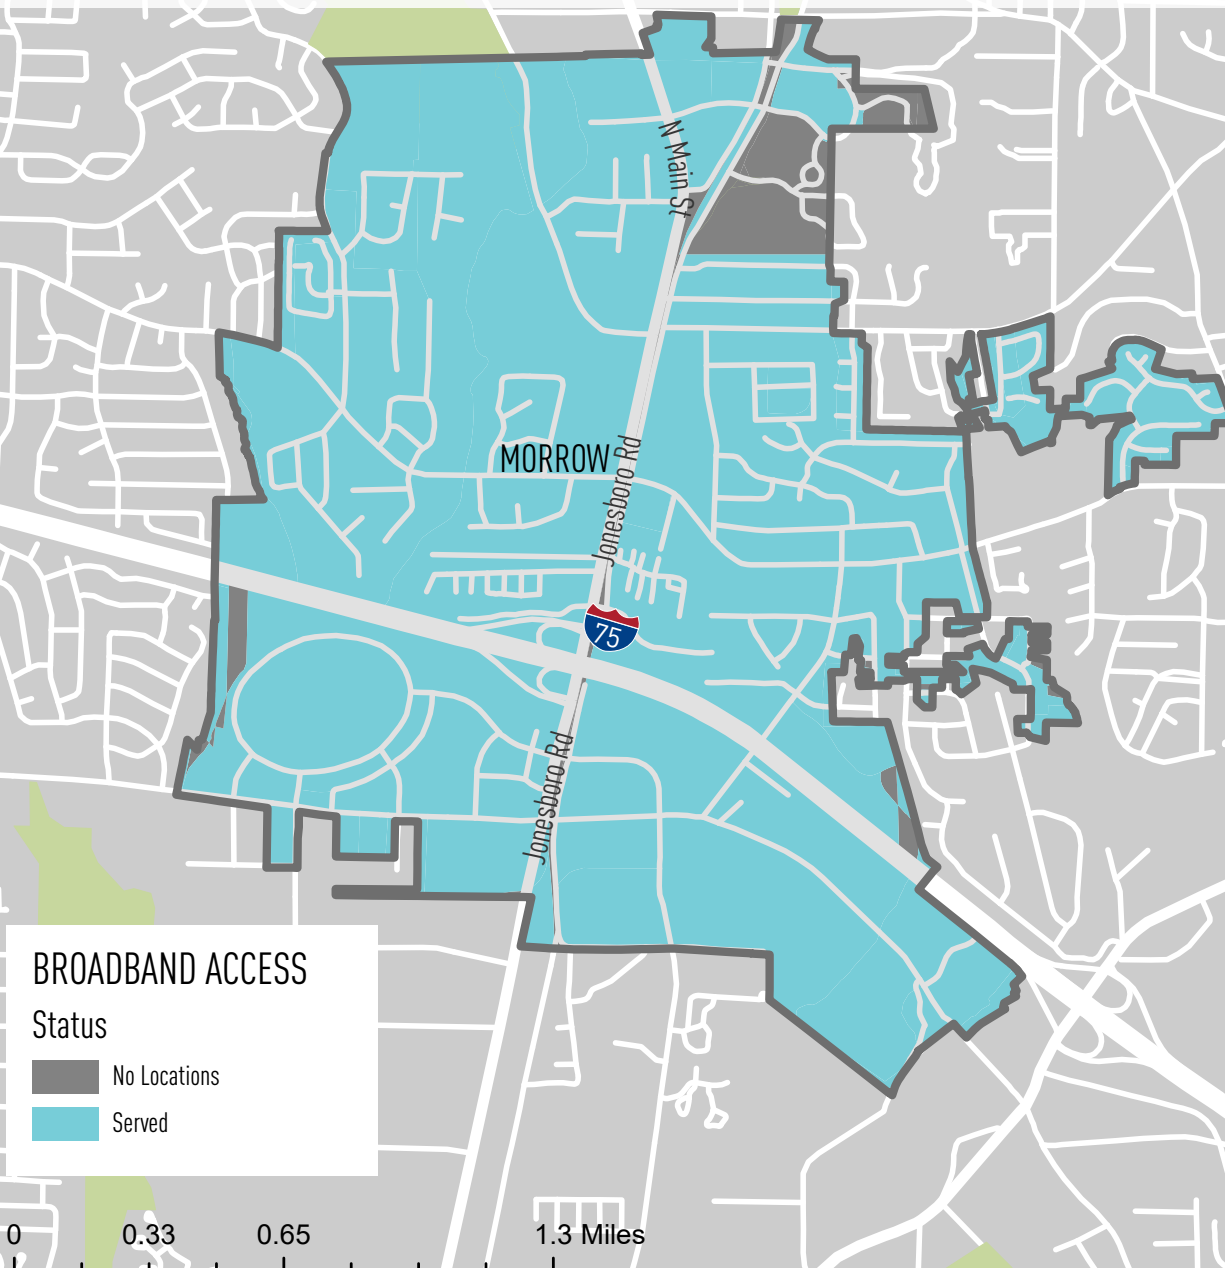 N Main St
MORROW
Jonesboro Rd
75
Jonesboro Rd
BROADBAND ACCESS
Status
No Locations
Served
0 0.33 0.65 1.3 Miles